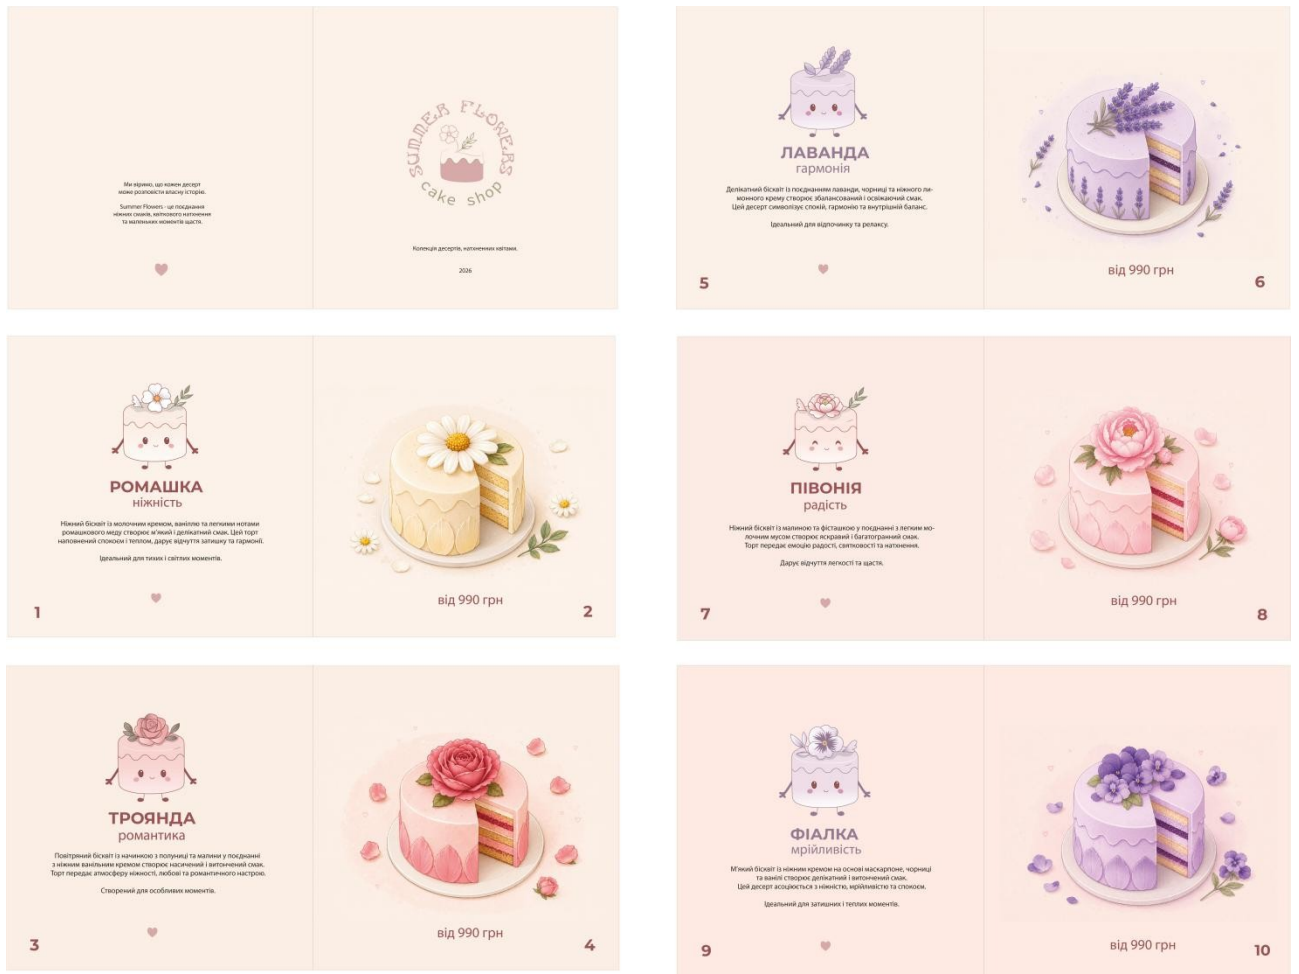 Ми віримо, що кожен десерт
може розповісти власну історію.
Summer Flowers - це поєднання
ніжних смаків, квіткового натхнення
та маленьких моментів щастя.
SUMMER FLOWERS
cake shop
Колекція десертів, натхненних квітами.
2026
РОМАШКА
ніжність
Ніжний бісквіт із молочним кремом, ваніллю та легкими нотами
ромашкового меду створює м'який і делікатний смак. Цей торт
наповнений спокоєм і теплом, дарує відчуття затишку та гармонії.
Ідеальний для тихих і світлих моментів.
1
від 990 грн
2
ТРОЯНДА
романтика
Повітряний бісквіт із начинкою з полуниці та малини у поєднанні
з ніжним ванільним кремом створює насичений і витончений смак.
Торт передає атмосферу ніжності, любові та романтичного настрою.
Створений для особливих моментів.
3
від 990 грн
4
ЛАВАНДА
гармонія
Делікатний бісквіт із поєднанням лаванди, чорниці та ніжного ли-
монного крему створює збалансований і освіжаючий смак.
Цей десерт символізує спокій, гармонію та внутрішній баланс.
Ідеальний для відпочинку та релаксу.
5
від 990 грн
6
ПІВОНІЯ
радість
Ніжний бісквіт із малиною та фісташкою у поєднанні з легким мо-
лочним мусом створює яскравий і багатогранний смак.
Торт передає емоцію радості, святковості та натхнення.
Дарує відчуття легкості та щастя.
7
від 990 грн
8
ФІАЛКА
мрійливість
М'який бісквіт із ніжним кремом на основі маскарпоне, чорниці
та ванілі створює делікатний і витончений смак.
Цей десерт асоціюється з ніжністю, мрійливістю та спокоєм.
Ідеальний для затишних і теплих моментів.
9
від 990 грн
10